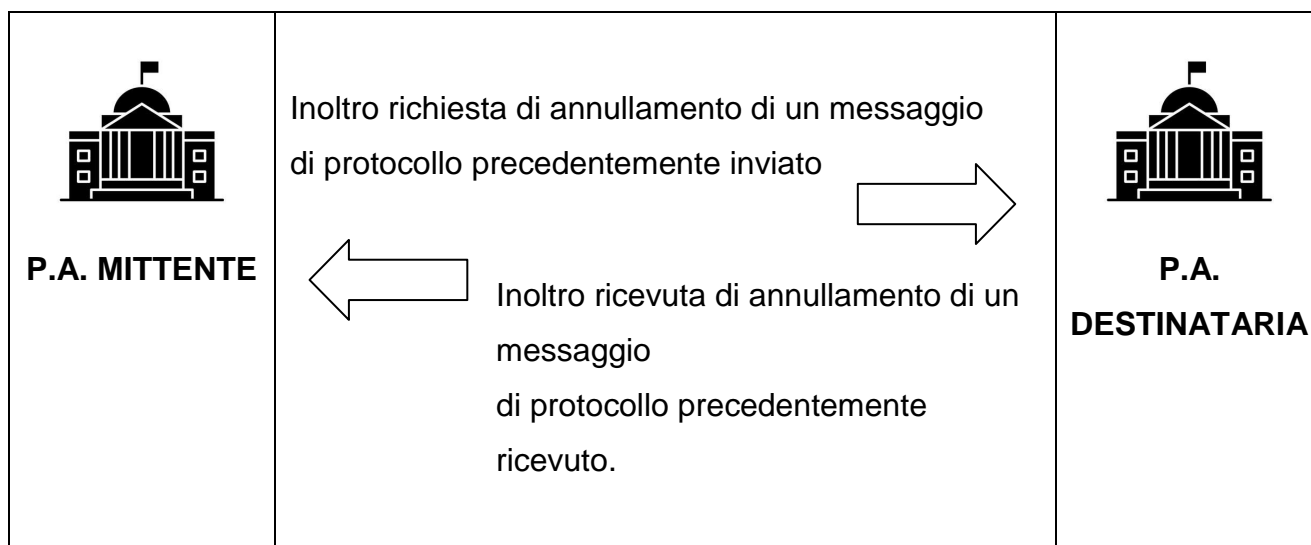 P.A. MITTENTE
Inoltro richiesta di annullamento di un messaggio
di protocollo precedentemente inviato
Inoltro ricevuta di annullamento di un
messaggio
di protocollo precedentemente
ricevuto.
P.A.
DESTINATARIA